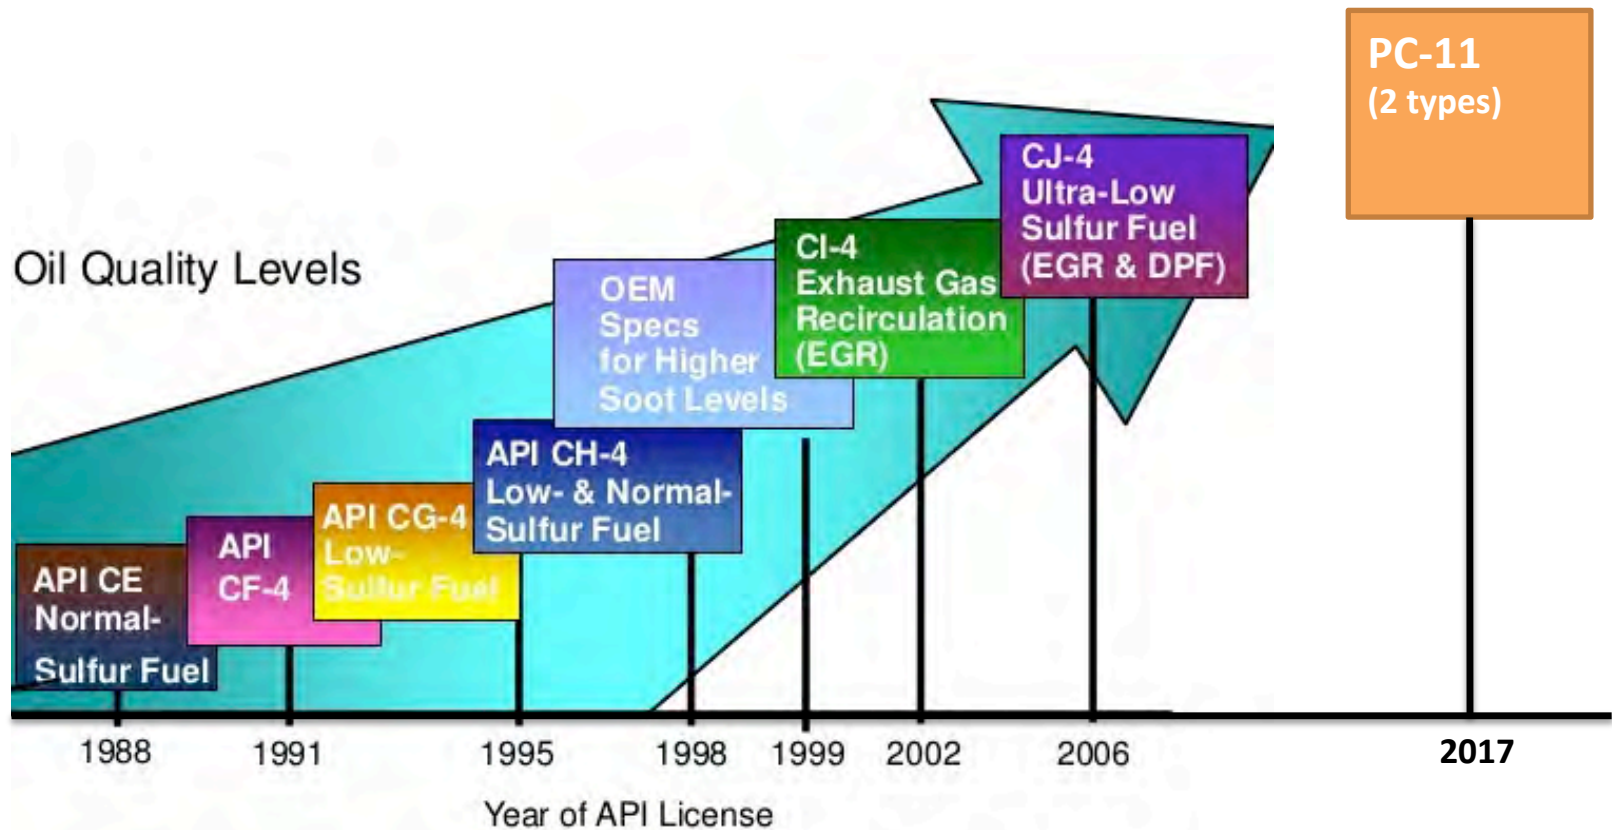 PC-11
(2 types)
CJ-4
Ultra-Low
Sulfur Fuel
(EGR & DPF)
CI-4
Exhaust Gas
Recirculation
(EGR)
Oil Quality Levels
OEM
Specs
for Higher
Soot Levels
API CH-4
Low- & Normal-
Sulfur Fuel
API CG-4
Low-
Sulfur Fuel
API
CF-4
API CE
Normal-
Sulfur Fuel
1988
1991
1995
1998
1999
2002
2006
2017
Year of API License